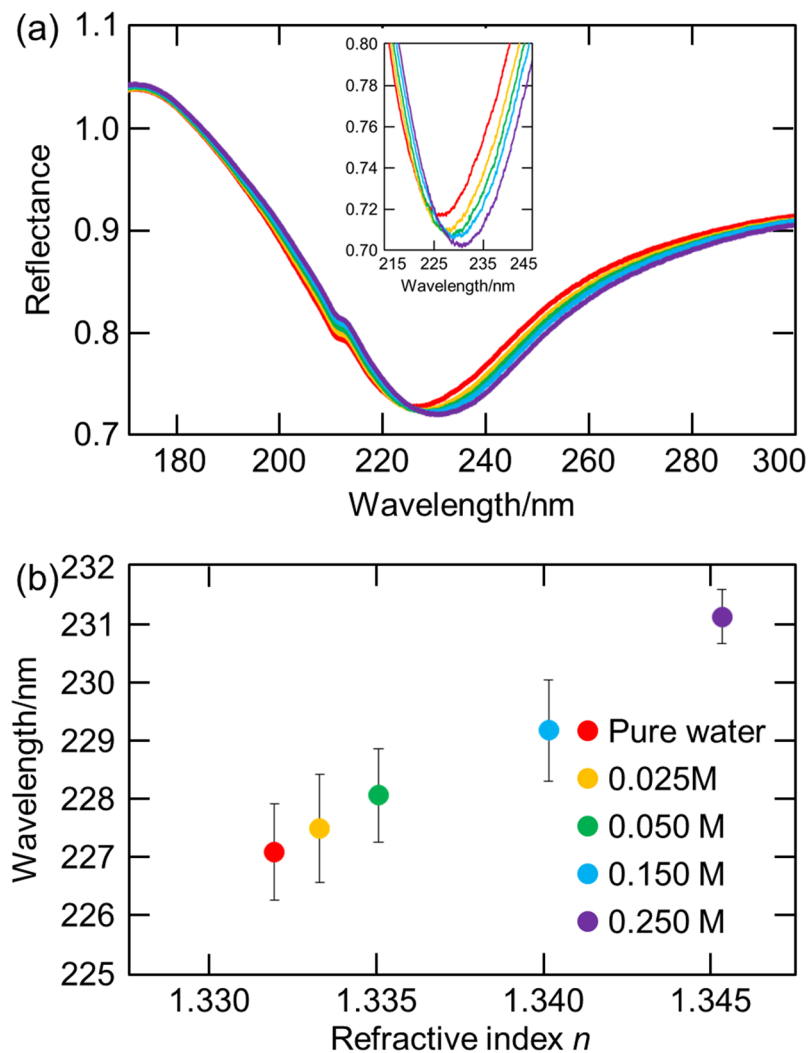 (a)
1.1
1.0
0.9
0.8
0.7
Reflectance
180 200 220 240 260 280 300
Wavelength/nm
0.80
0.78
0.76
0.74
0.72
0.70
215 225 235 245
Wavelength/nm
(b)
232
231
230
229
228
227
226
225
Wavelength/nm
Pure water
0.025M
0.050 M
0.150 M
0.250 M
1.330 1.335 1.340 1.345
Refractive index n